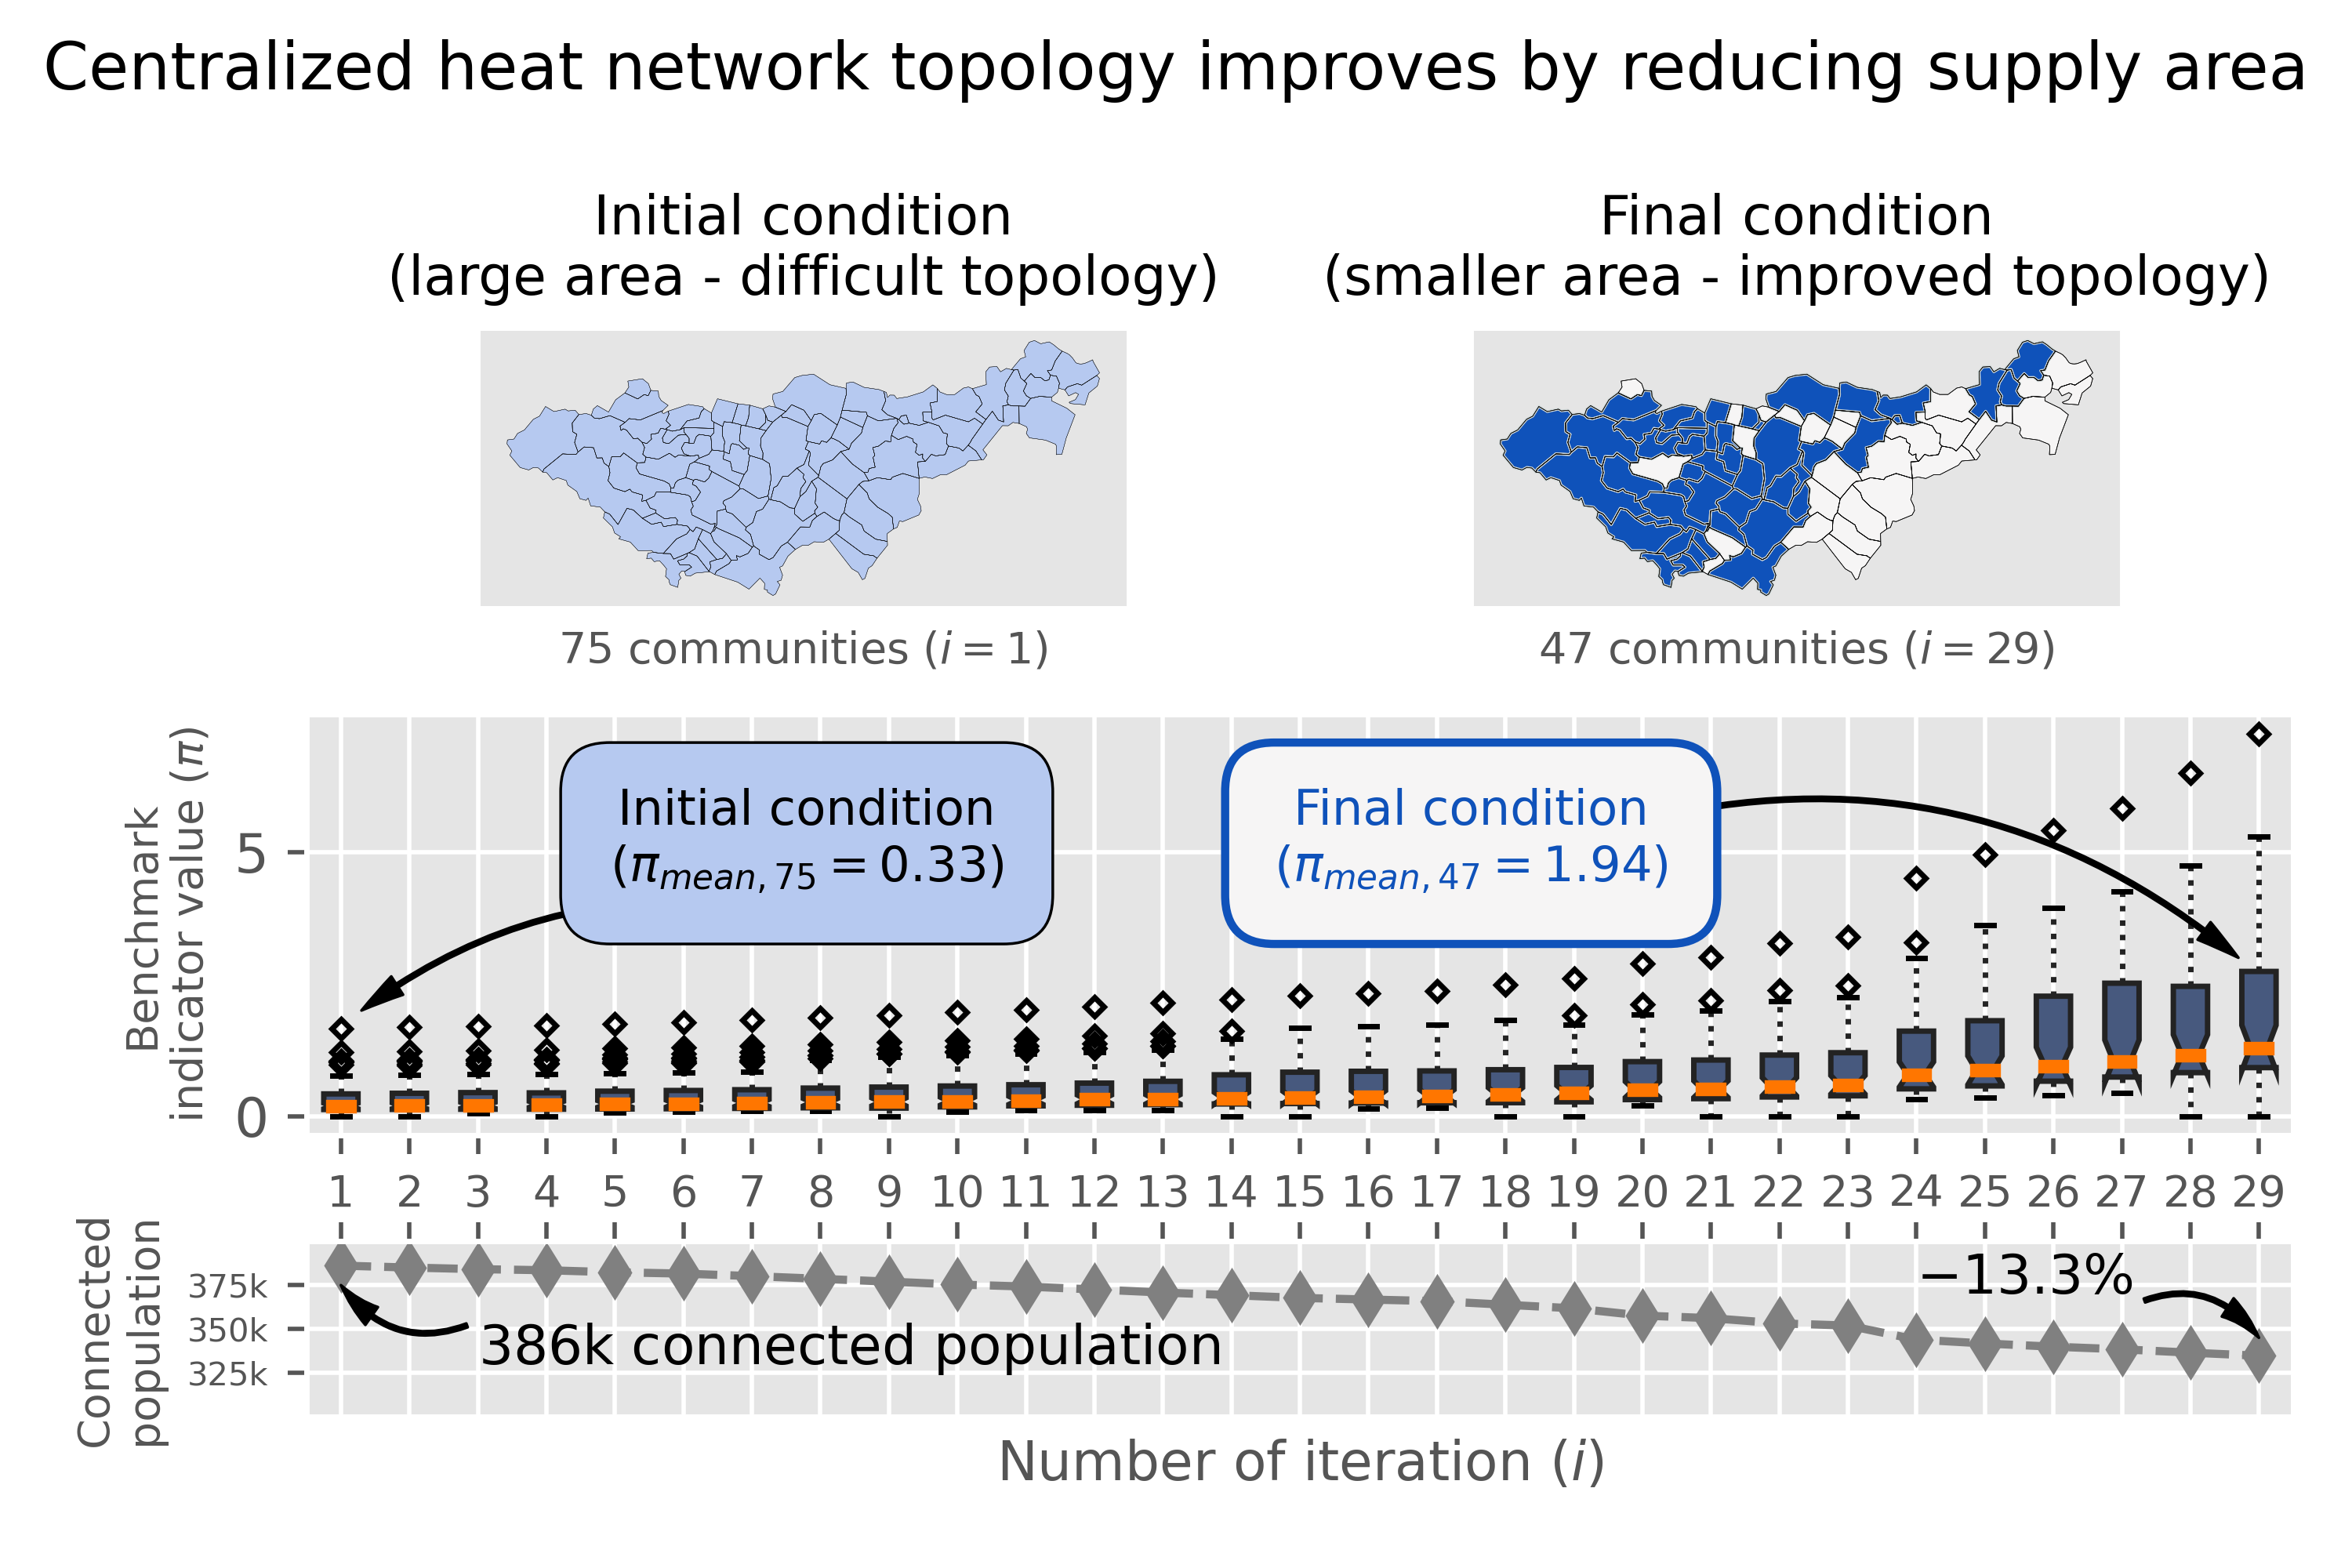 Centralized heat network topology improves by reducing supply area
Initial condition
(large area - difficult topology)
Final condition
(smaller area - improved topology)
75 communities (i = 1)
47 communities (i = 29)
Benchmark
indicator value (π)
5
0
Initial condition
(π_mean, 75 = 0.33)
Final condition
(π_mean, 47 = 1.94)
1 2 3 4 5 6 7 8 9 10 11 12 13 14 15 16 17 18 19 20 21 22 23 24 25 26 27 28 29
Connected
population
375k
350k
325k
386k connected population
−13.3%
Number of iteration (i)